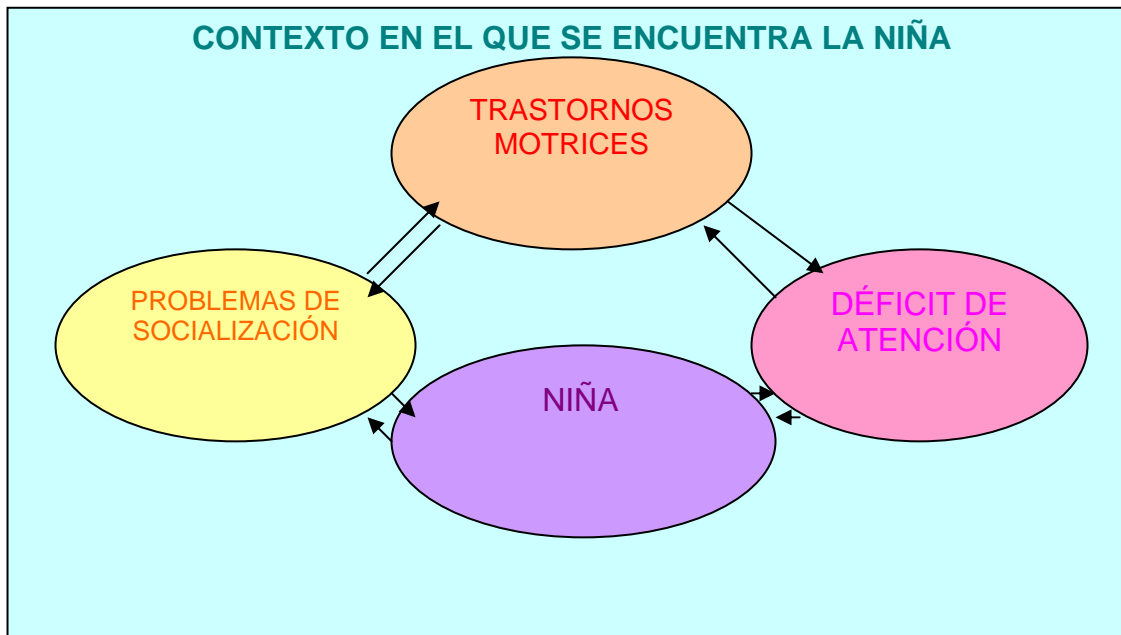 CONTEXTO EN EL QUE SE ENCUENTRA LA NIÑA
TRASTORNOS
MOTRICES
PROBLEMAS DE
SOCIALIZACIÓN
DÉFICIT DE
ATENCIÓN
NIÑA